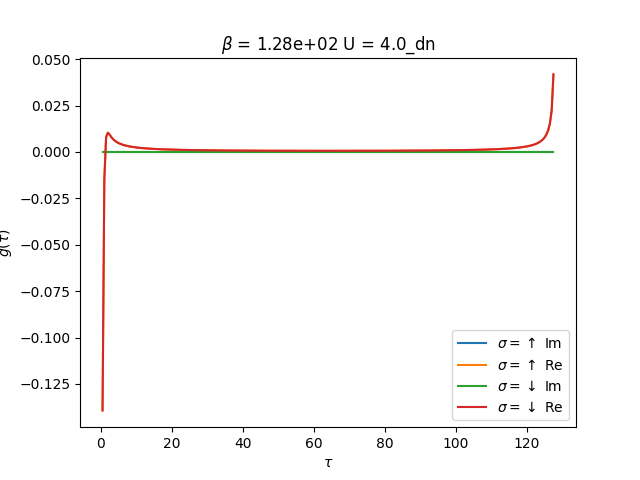 β = 1.28e+02 U = 4.0_dn
0.050
0.025
0.000
−0.025
−0.050
−0.075
−0.100
−0.125
g(τ)
σ = ↑ Im
σ = ↑ Re
σ = ↓ Im
σ = ↓ Re
0 20 40 60 80 100 120
τ